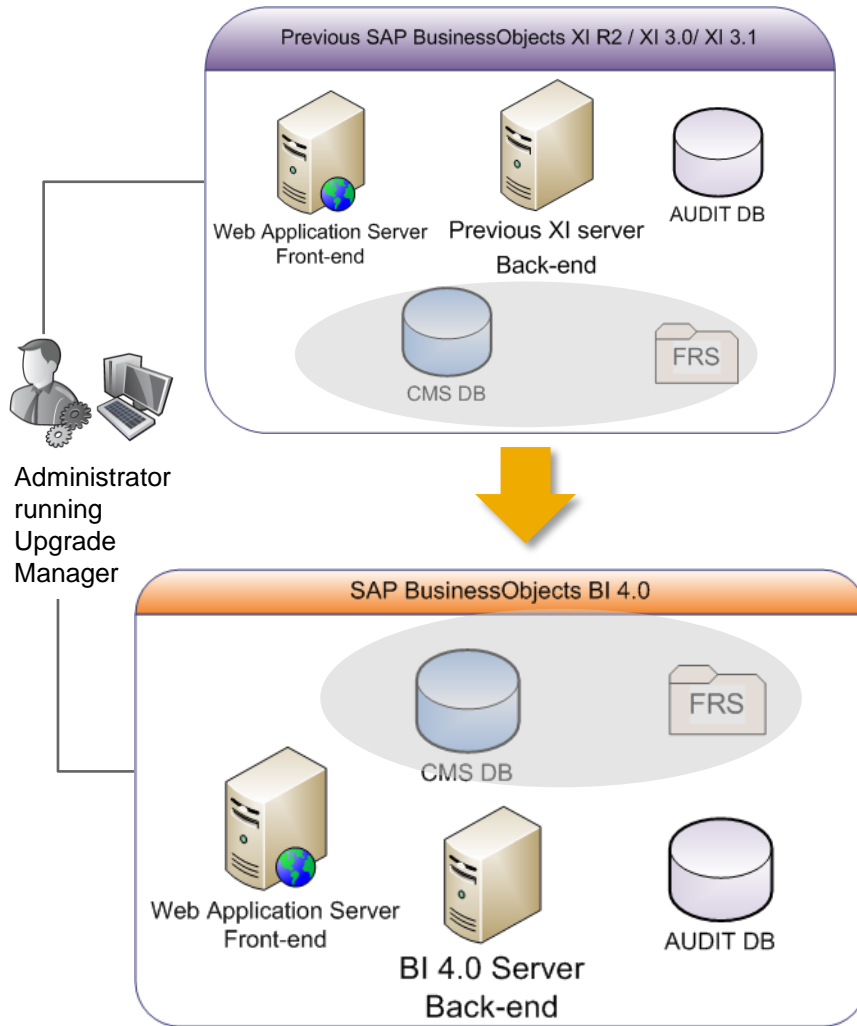 Previous SAP BusinessObjects XI R2 / XI 3.0/ XI 3.1
Web Application Server
Front-end
Previous XI server
Back-end
AUDIT DB
CMS DB
FRS
Administrator
running
Upgrade
Manager
SAP BusinessObjects BI 4.0
CMS DB
FRS
Web Application Server
Front-end
BI 4.0 Server
Back-end
AUDIT DB